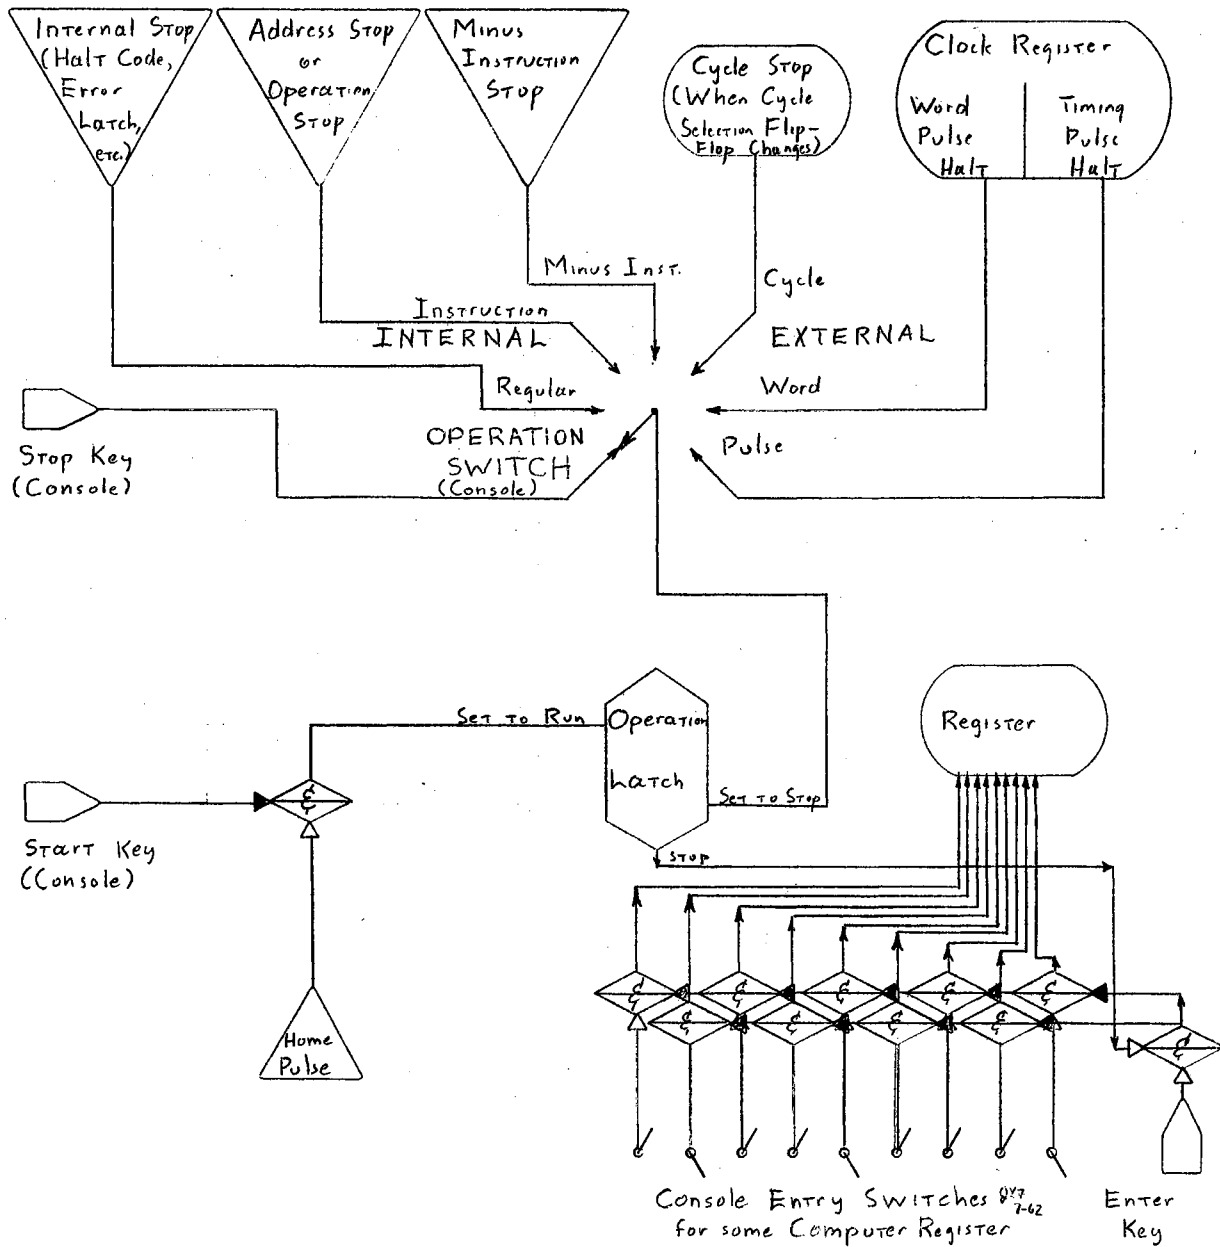 Internal Stop
(Halt Code,
Error
Latch,
etc.)
Address Stop
or
Operation
Stop
Minus
Instruction
Stop
Cycle Stop
(When Cycle
Selection Flip-
Flop Changes)
Clock Register
Word
Pulse
Halt
Timing
Pulse
Halt
Minus Inst.
Cycle
Instruction
INTERNAL
EXTERNAL
Regular
Word
OPERATION
SWITCH
(Console)
Pulse
Stop Key
(Console)
Set to Run
Operation
Latch
Register
Set to Stop
&
Start Key
(Console)
Stop
& & & & &
& & & &
&
Home
Pulse
Console Entry Switches
7-62
for some Computer Register
Enter
Key